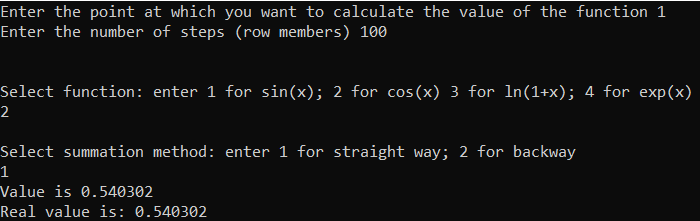 Enter the point at which you want to calculate the value of the function 1
Enter the number of steps (row members) 100
Select function: enter 1 for sin(x); 2 for cos(x) 3 for ln(1+x); 4 for exp(x)
2
Select summation method: enter 1 for straight way; 2 for backway
1
Value is 0.540302
Real value is: 0.540302